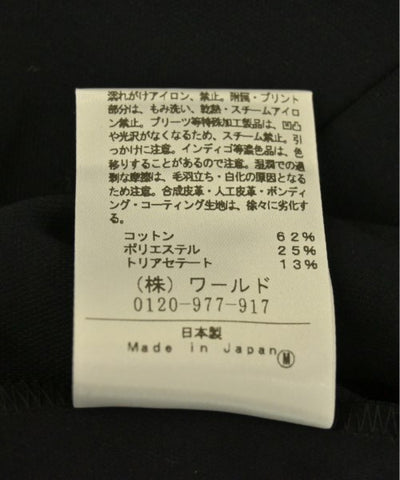 濡れがけアイロン、禁止。附属・プリント
部分は、もみ洗い、乾熱・スチームアイロ
ン禁止。プリーツ等特殊加工製品は、凹凸
や光沢がなくなるため、スチーム禁止。引
っかけに注意。インディゴ等濃色品は、色
移りすることがあるので注意。湿潤での過
剰な摩擦は、毛羽立ち・白化の原因となる
ため注意。合成皮革・人工皮革・ボンディ
ング・コーティング生地は、徐々に劣化す
る。
コットン 62%
ポリエステル 25%
トリアセテート 13%
(株)ワールド
0120-977-917
日本製
Made in Japan Ⓜ